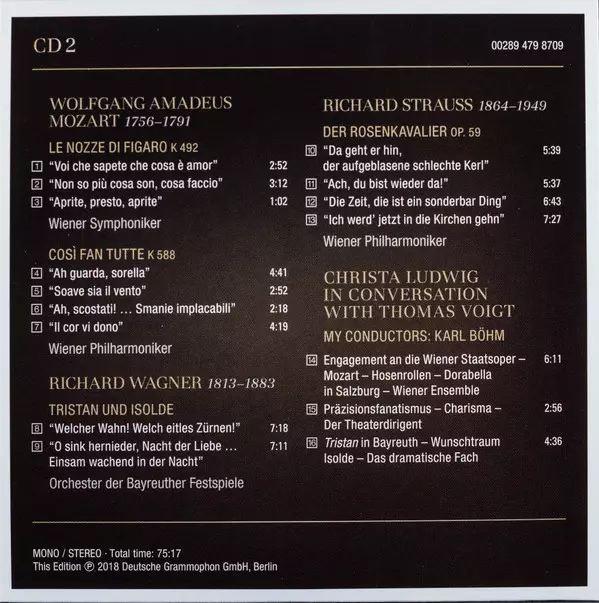 CD 2
00289 479 8709
WOLFGANG AMADEUS
MOZART 1756–1791
LE NOZZE DI FIGARO K 492
1 “Voi che sapete che cosa è amor” 2:52
2 “Non so più cosa son, cosa faccio” 3:12
3 “Aprite, presto, aprite” 1:02
Wiener Symphoniker
COSÌ FAN TUTTE K 588
4 “Ah guarda, sorella” 4:41
5 “Soave sia il vento” 2:52
6 “Ah, scostati! … Smanie implacabili” 2:18
7 “Il cor vi dono” 4:19
Wiener Philharmoniker
RICHARD WAGNER 1813–1883
TRISTAN UND ISOLDE
8 “Welcher Wahn! Welch eitles Zürnen!” 7:18
9 “O sink hernieder, Nacht der Liebe … 7:11
Einsam wachend in der Nacht”
Orchester der Bayreuther Festspiele
RICHARD STRAUSS 1864–1949
DER ROSENKAVALIER OP. 59
10 “Da geht er hin, 5:39
der aufgeblasene schlechte Kerl”
11 “Ach, du bist wieder da!” 5:37
12 “Die Zeit, die ist ein sonderbar Ding” 6:43
13 “Ich werd’ jetzt in die Kirchen gehn” 7:27
Wiener Philharmoniker
CHRISTA LUDWIG
IN CONVERSATION
WITH THOMAS VOIGT
MY CONDUCTORS: KARL BÖHM
14 Engagement an die Wiener Staatsoper – 6:11
Mozart – Hosenrollen – Dorabella
in Salzburg – Wiener Ensemble
15 Präzisionsfanatismus – Charisma – 2:56
Der Theaterdirigent
16 Tristan in Bayreuth – Wunschtraum 4:36
Isolde – Das dramatische Fach
MONO / STEREO · Total time: 75:17
This Edition ℗ 2018 Deutsche Grammophon GmbH, Berlin